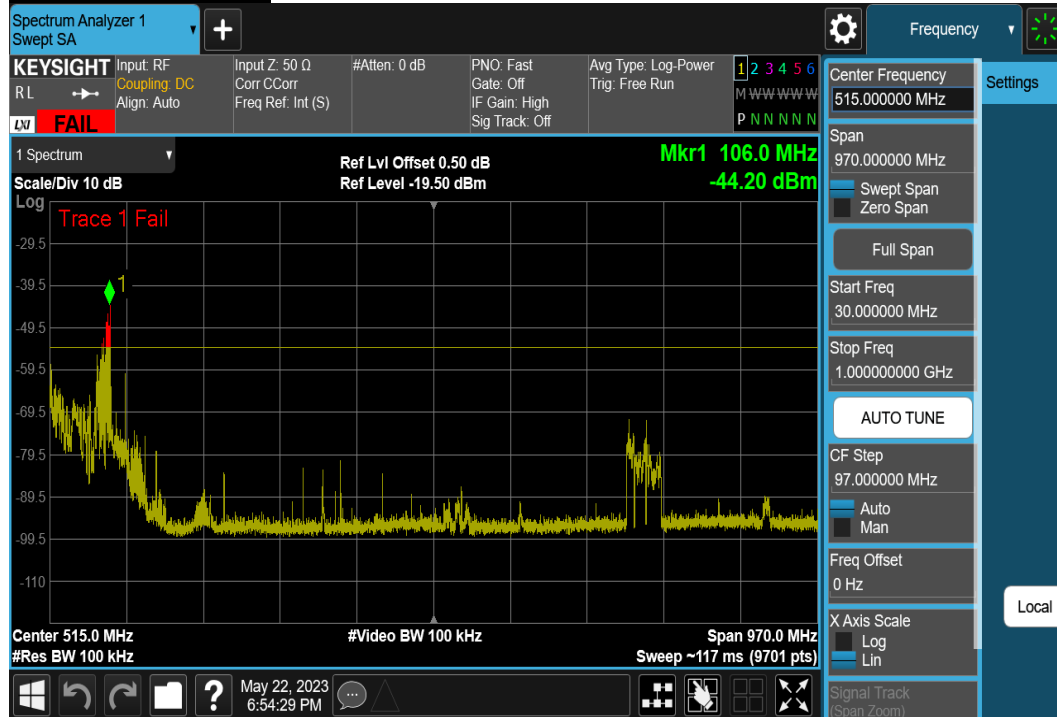 Spectrum Analyzer 1
Swept SA
+
Frequency
KEYSIGHT
R L
LXI
FAIL
Input: RF
Coupling: DC
Align: Auto
Input Z: 50 Ω
Corr CCorr
Freq Ref: Int (S)
#Atten: 0 dB
PNO: Fast
Gate: Off
IF Gain: High
Sig Track: Off
Avg Type: Log-Power
Trig: Free Run
1 2 3 4 5 6
M W W W W W
P N N N N N
1 Spectrum
Scale/Div 10 dB
Log
Ref Lvl Offset 0.50 dB
Ref Level -19.50 dBm
Mkr1 106.0 MHz
-44.20 dBm
Trace 1 Fail
1
-29.5
-39.5
-49.5
-59.5
-69.5
-79.5
-89.5
-99.5
-110
Center 515.0 MHz
#Res BW 100 kHz
#Video BW 100 kHz
Span 970.0 MHz
Sweep ~117 ms (9701 pts)
?
May 22, 2023
6:54:29 PM
Center Frequency
515.000000 MHz
Span
970.000000 MHz
Swept Span
Zero Span
Full Span
Start Freq
30.000000 MHz
Stop Freq
1.000000000 GHz
AUTO TUNE
CF Step
97.000000 MHz
Auto
Man
Freq Offset
0 Hz
X Axis Scale
Log
Lin
Signal Track
(Span Zoom)
Settings
Local